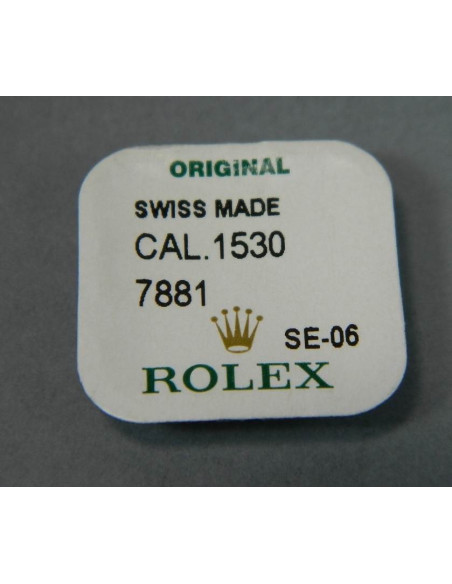 ORIGINAL
SWISS MADE
CAL.1530
7881
SE-06
ROLEX